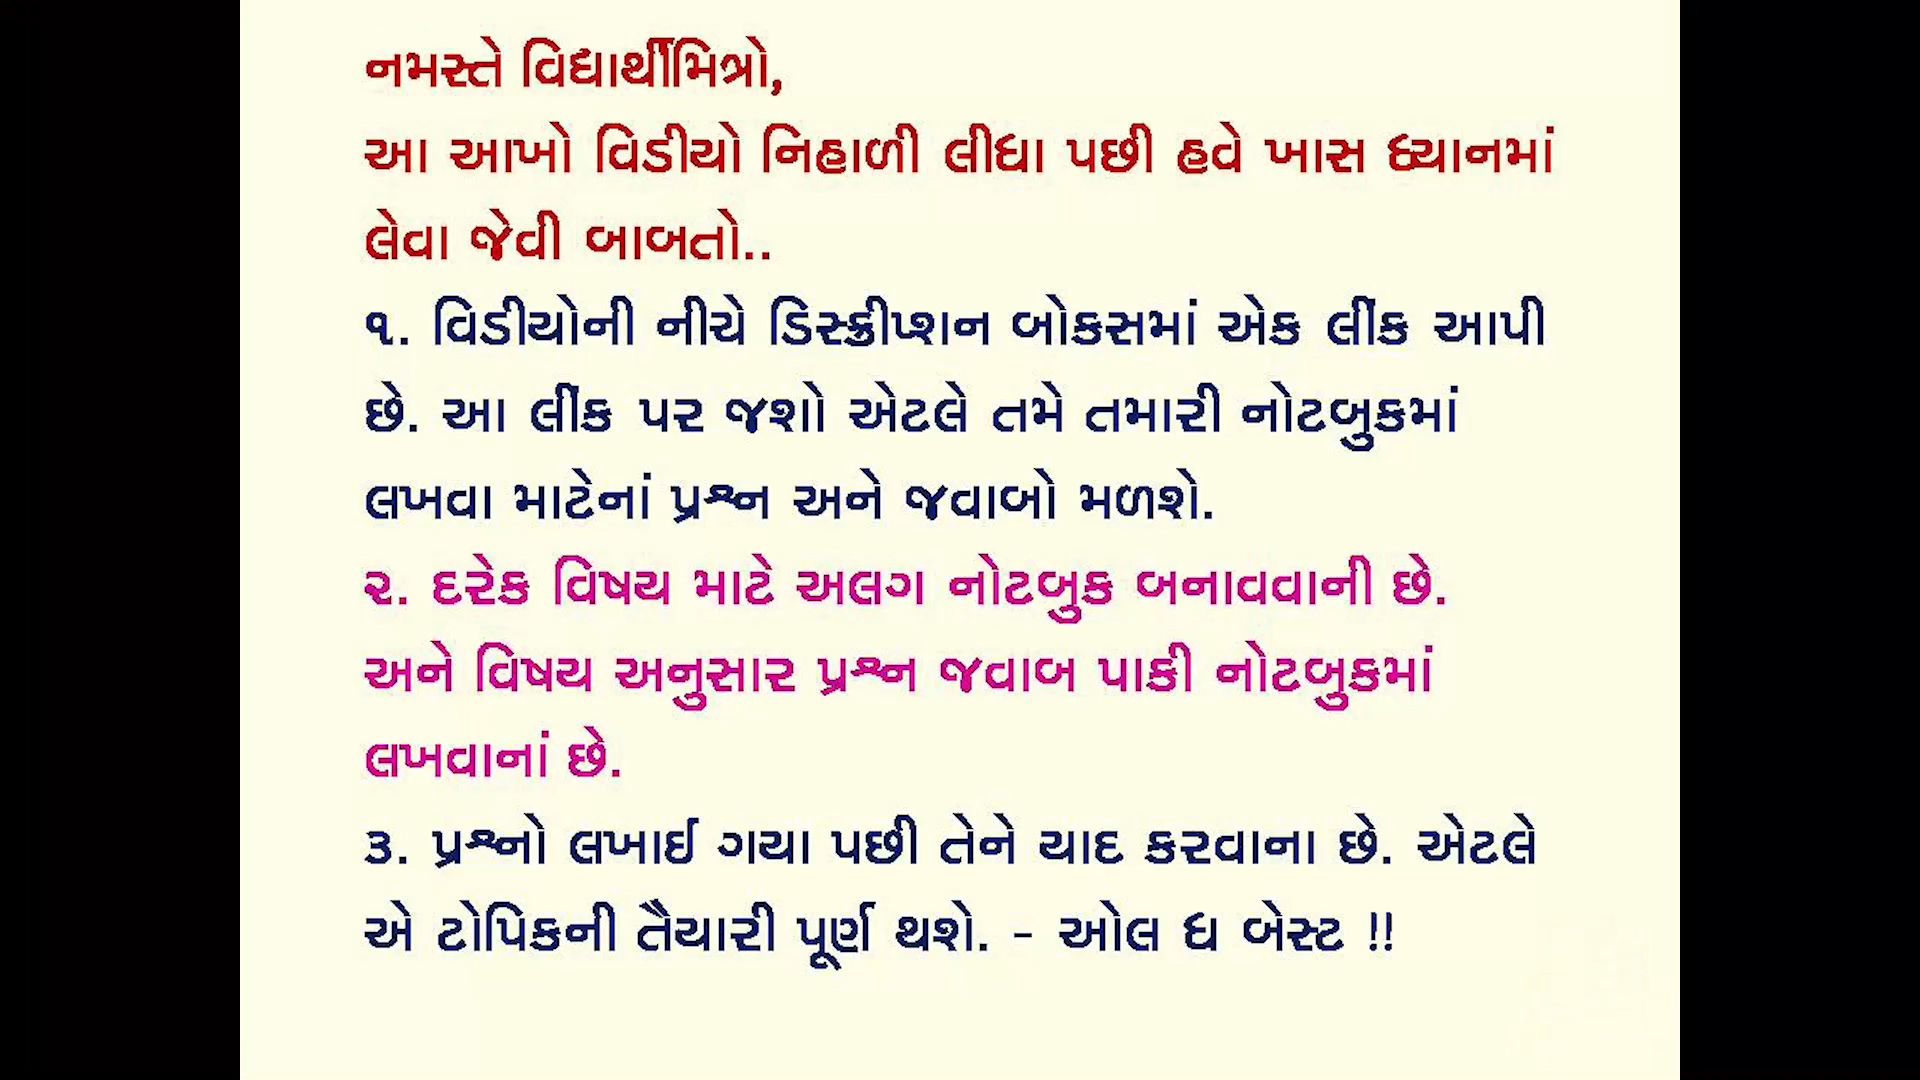 નમસ્તે વિદ્યાર્થીમિત્રો,
આ આખો વિડીયો નિહાળી લીધા પછી હવે ખાસ ધ્યાનમાં
લેવા જેવી બાબતો..
૧. વિડીયોની નીચે ડિસ્ક્રીપ્શન બોકસમાં એક લીંક આપી
છે. આ લીંક પર જશો એટલે તમે તમારી નોટબુકમાં
લખવા માટેનાં પ્રશ્ન અને જવાબો મળશે.
૨. દરેક વિષય માટે અલગ નોટબુક બનાવવાની છે.
અને વિષય અનુસાર પ્રશ્ન જવાબ પાકી નોટબુકમાં
લખવાનાં છે.
૩. પ્રશ્નો લખાઈ ગયા પછી તેને યાદ કરવાના છે. એટલે
એ ટોપિકની તૈયારી પૂર્ણ થશે. - ઓલ ધ બેસ્ટ !!